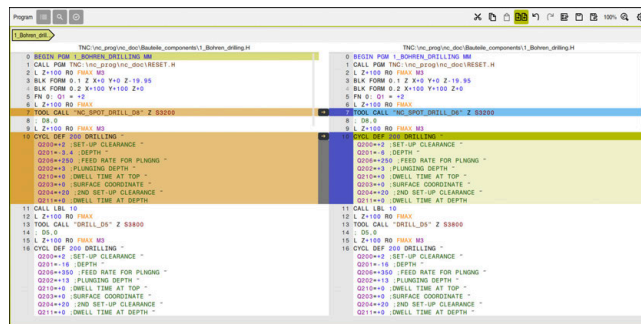 Program
100%
1_Bohren_drill...
TNC:\nc_prog\nc_doc\Bauteile_components\1_Bohren_drilling.h
0 BEGIN PGM 1_BOHREN_DRILLING MM
1 CALL PGM TNC:\nc_prog\nc_doc\RESET.H
2 L Z+100 R0 FMAX M3
3 BLK FORM 0.1 Z X+0 Y+0 Z-19.95
4 BLK FORM 0.2 X+100 Y+100 Z+0
5 FN 0: Q1 = +2
6 L Z+100 R0 FMAX
7 TOOL CALL "NC_SPOT_DRILL_D8" Z S3200
8 ; D8.0
9 L Z+100 R0 FMAX M3
10 CYCL DEF 200 DRILLING ~
Q200=+2 ;SET-UP CLEARANCE ~
Q201=-3.4 ;DEPTH ~
Q206=+250 ;FEED RATE FOR PLNGNG ~
Q202=+3 ;PLUNGING DEPTH ~
Q210=+0 ;DWELL TIME AT TOP ~
Q203=+0 ;SURFACE COORDINATE ~
Q204=+20 ;2ND SET-UP CLEARANCE ~
Q211=+0 ;DWELL TIME AT DEPTH
11 CALL LBL 10
12 L Z+100 R0 FMAX
13 TOOL CALL "DRILL_D5" Z S3800
14 ; D5.0
15 L Z+100 R0 FMAX M3
16 CYCL DEF 200 DRILLING ~
Q200=+2 ;SET-UP CLEARANCE ~
Q201=-16 ;DEPTH ~
Q206=+350 ;FEED RATE FOR PLNGNG ~
Q202=+13 ;PLUNGING DEPTH ~
Q210=+0 ;DWELL TIME AT TOP ~
Q203=+0 ;SURFACE COORDINATE ~
Q204=+20 ;2ND SET-UP CLEARANCE ~
Q211=+0 ;DWELL TIME AT DEPTH ~
TNC:\nc_prog\nc_doc\Bauteile_components\1_Bohren_drilling.h
0 BEGIN PGM 1_BOHREN_DRILLING MM
1 CALL PGM TNC:\nc_prog\nc_doc\RESET.H
2 L Z+100 R0 FMAX M3
3 BLK FORM 0.1 Z X+0 Y+0 Z-19.95
4 BLK FORM 0.2 X+100 Y+100 Z+0
5 FN 0: Q1 = +2
6 L Z+100 R0 FMAX
7 TOOL CALL "NC_SPOT_DRILL_D6" Z S3200
8 ; D8.0
9 L Z+100 R0 FMAX M3
10 CYCL DEF 200 DRILLING ~
Q200=+2 ;SET-UP CLEARANCE ~
Q201=-6 ;DEPTH ~
Q206=+250 ;FEED RATE FOR PLNGNG ~
Q202=+3 ;PLUNGING DEPTH ~
Q210=+0 ;DWELL TIME AT TOP ~
Q203=+0 ;SURFACE COORDINATE ~
Q204=+20 ;2ND SET-UP CLEARANCE ~
Q211=+0 ;DWELL TIME AT DEPTH
11 CALL LBL 10
12 L Z+100 R0 FMAX
13 TOOL CALL "DRILL_D5" Z S3800
14 ; D5.0
15 L Z+100 R0 FMAX M3
16 CYCL DEF 200 DRILLING ~
Q200=+2 ;SET-UP CLEARANCE ~
Q201=-16 ;DEPTH ~
Q206=+350 ;FEED RATE FOR PLNGNG ~
Q202=+13 ;PLUNGING DEPTH ~
Q210=+0 ;DWELL TIME AT TOP ~
Q203=+0 ;SURFACE COORDINATE ~
Q204=+20 ;2ND SET-UP CLEARANCE ~
Q211=+0 ;DWELL TIME AT DEPTH ~